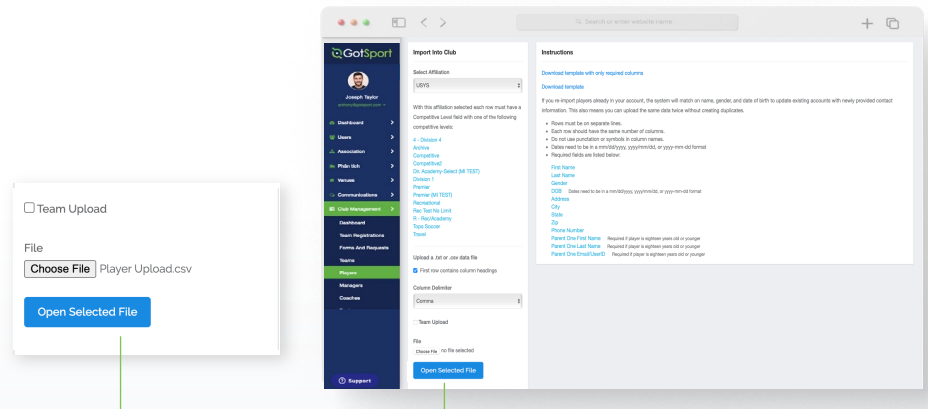 Team Upload
File
Choose File Player Upload.csv
Open Selected File
Search or enter website name
GotSport
Joseph Taylor
anthony@gotsport.com
Dashboard
Users
Association
Phân tích
Venues
Communications
Club Management
Dashboard
Team Registrations
Forms And Requests
Teams
Players
Managers
Coaches
Support
Import Into Club
Select Affiliation
USYS
With this affiliation selected each row must have a
Competitive Level field with one of the following
competitive levels:
4 - Division 4
Archive
Competitive
Competitive2
Dir. Academy-Select (MI TEST)
Division 1
Premier
Premier (MI TEST)
Recreational
Rec Test No Limit
R - Rec/Academy
Tops Soccer
Travel
Upload a .txt or .csv data file
First row contains column headings
Column Delimiter
Comma
Team Upload
File
Choose File no file selected
Open Selected File
Instructions
Download template with only required columns
Download template
If you re-import players already in your account, the system will match on name, gender, and date of birth to update existing accounts with newly provided contact
information. This also means you can upload the same data twice without creating duplicates.
Rows must be on separate lines.
Each row should have the same number of columns.
Do not use punctation or symbols in column names.
Dates need to be in a mm/dd/yyyy, yyyy/mm/dd, or yyyy-mm-dd format
Required fields are listed below:
First Name
Last Name
Gender
DOB Dates need to be in a mm/dd/yyyy, yyyy/mm/dd, or yyyy-mm-dd format
Address
City
State
Zip
Phone Number
Parent One First Name Required if player is eighteen years old or younger
Parent One Last Name Required if player is eighteen years old or younger
Parent One Email/UserID Required if player is eighteen years old or younger